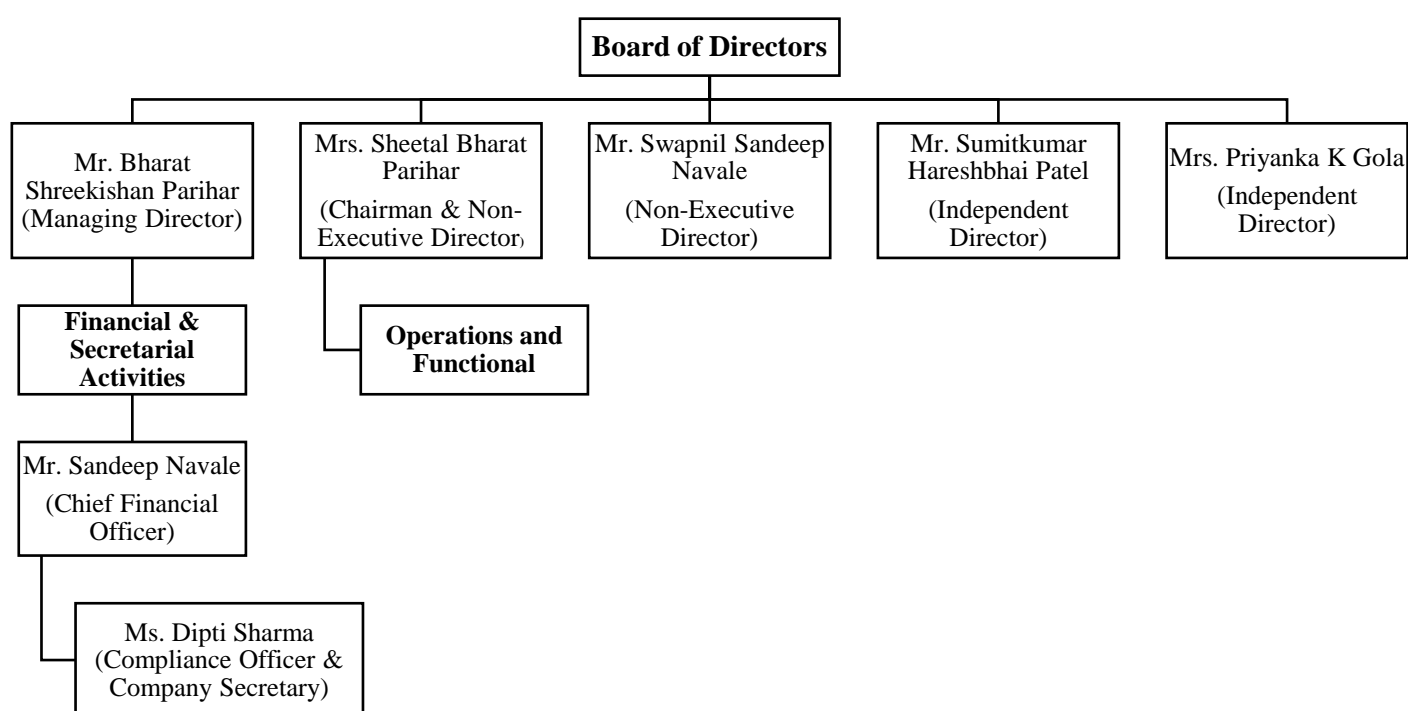 Board of Directors
Mr. Bharat
Shreekishan Parihar
(Managing Director)
Mrs. Sheetal Bharat
Parihar
(Chairman & Non-
Executive Director)
Mr. Swapnil Sandeep
Navale
(Non-Executive
Director)
Mr. Sumitkumar
Hareshbhai Patel
(Independent
Director)
Mrs. Priyanka K Gola
(Independent
Director)
Financial &
Secretarial
Activities
Operations and
Functional
Mr. Sandeep Navale
(Chief Financial
Officer)
Ms. Dipti Sharma
(Compliance Officer &
Company Secretary)